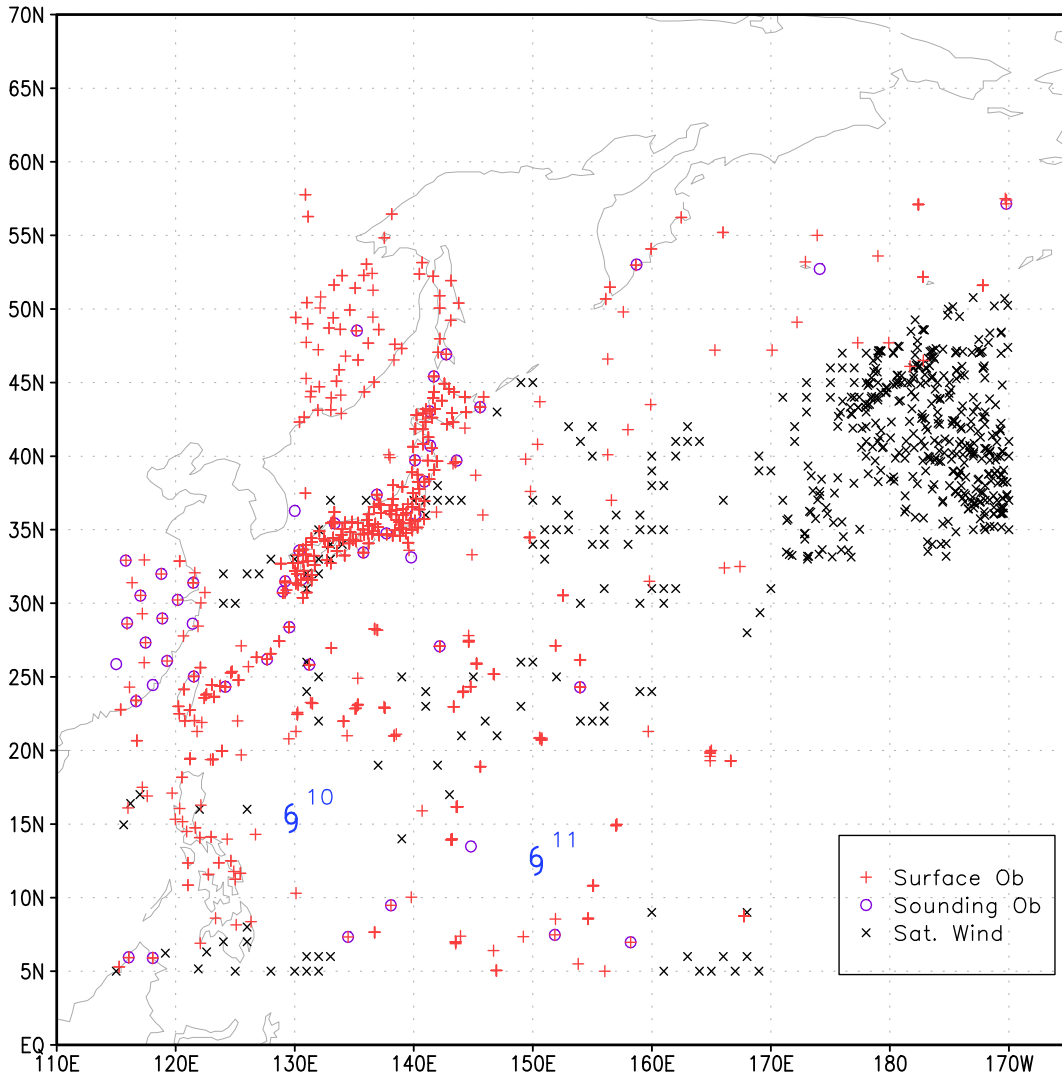 70N
65N
60N
55N
50N
45N
40N
35N
30N
25N
20N
15N
10N
5N
EQ
10
11
+ Surface Ob
○ Sounding Ob
× Sat. Wind
110E 120E 130E 140E 150E 160E 170E 180 170W